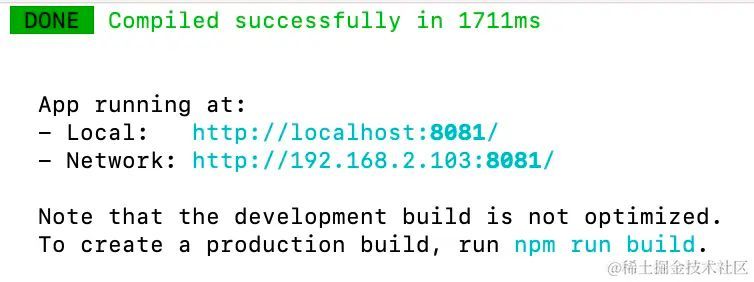 DONE Compiled successfully in 1711ms
App running at:
- Local: http://localhost:8081/
- Network: http://192.168.2.103:8081/
Note that the development build is not optimized.
To create a production build, run npm run build.
@稀土掘金技术社区